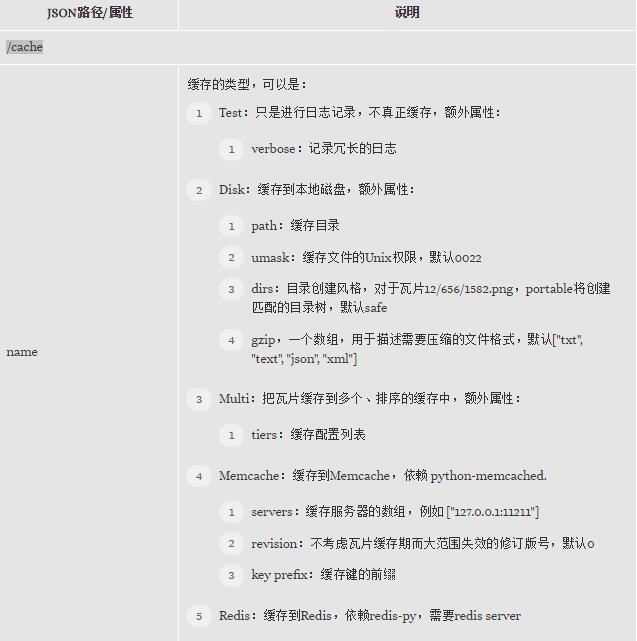 JSON路径/属性 说明
/cache
name
缓存的类型，可以是：
1 Test：只是进行日志记录，不真正缓存，额外属性：
1 verbose：记录冗长的日志
2 Disk：缓存到本地磁盘，额外属性：
1 path：缓存目录
2 umask：缓存文件的Unix权限，默认0022
3 dirs：目录创建风格，对于瓦片12/656/1582.png，portable将创建
匹配的目录树，默认safe
4 gzip，一个数组，用于描述需要压缩的文件格式，默认["txt",
"text", "json", "xml"]
3 Multi：把瓦片缓存到多个、排序的缓存中，额外属性：
1 tiers：缓存配置列表
4 Memcache：缓存到Memcache，依赖 python-memcached.
1 servers：缓存服务器的数组，例如 ["127.0.0.1:11211"]
2 revision：不考虑瓦片缓存期而大范围失效的修订版号，默认0
3 key prefix：缓存键的前缀
5 Redis：缓存到Redis，依赖redis-py，需要redis server